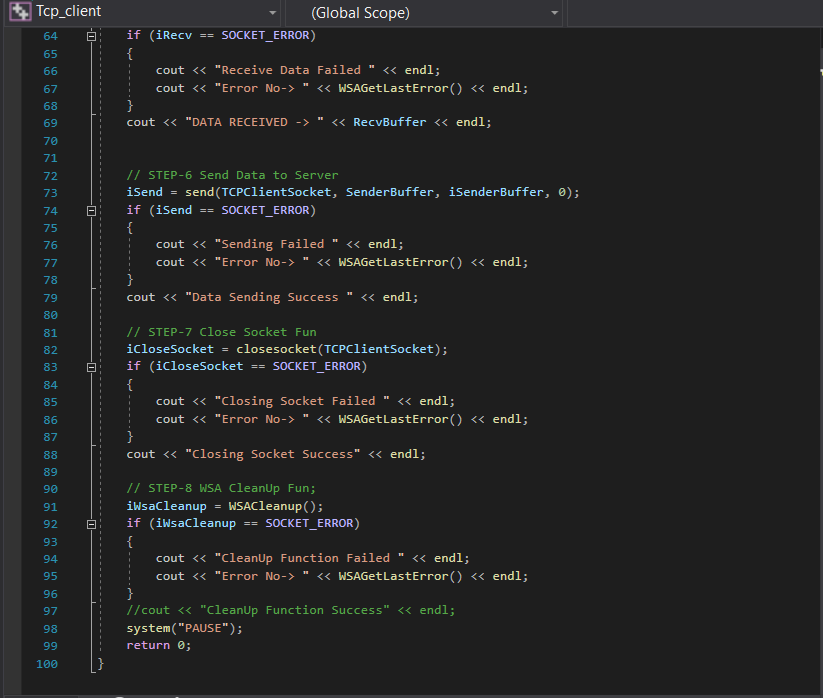 Tcp_client (Global Scope)
64 if (iRecv == SOCKET_ERROR)
65 {
66 cout << "Receive Data Failed " << endl;
67 cout << "Error No-> " << WSAGetLastError() << endl;
68 }
69 cout << "DATA RECEIVED -> " << RecvBuffer << endl;
70
71
72 // STEP-6 Send Data to Server
73 iSend = send(TCPClientSocket, SenderBuffer, iSenderBuffer, 0);
74 if (iSend == SOCKET_ERROR)
75 {
76 cout << "Sending Failed " << endl;
77 cout << "Error No-> " << WSAGetLastError() << endl;
78 }
79 cout << "Data Sending Success " << endl;
80
81 // STEP-7 Close Socket Fun
82 iCloseSocket = closesocket(TCPClientSocket);
83 if (iCloseSocket == SOCKET_ERROR)
84 {
85 cout << "Closing Socket Failed " << endl;
86 cout << "Error No-> " << WSAGetLastError() << endl;
87 }
88 cout << "Closing Socket Success" << endl;
89
90 // STEP-8 WSA CleanUp Fun;
91 iWsaCleanup = WSACleanup();
92 if (iWsaCleanup == SOCKET_ERROR)
93 {
94 cout << "CleanUp Function Failed " << endl;
95 cout << "Error No-> " << WSAGetLastError() << endl;
96 }
97 //cout << "CleanUp Function Success" << endl;
98 system("PAUSE");
99 return 0;
100 }